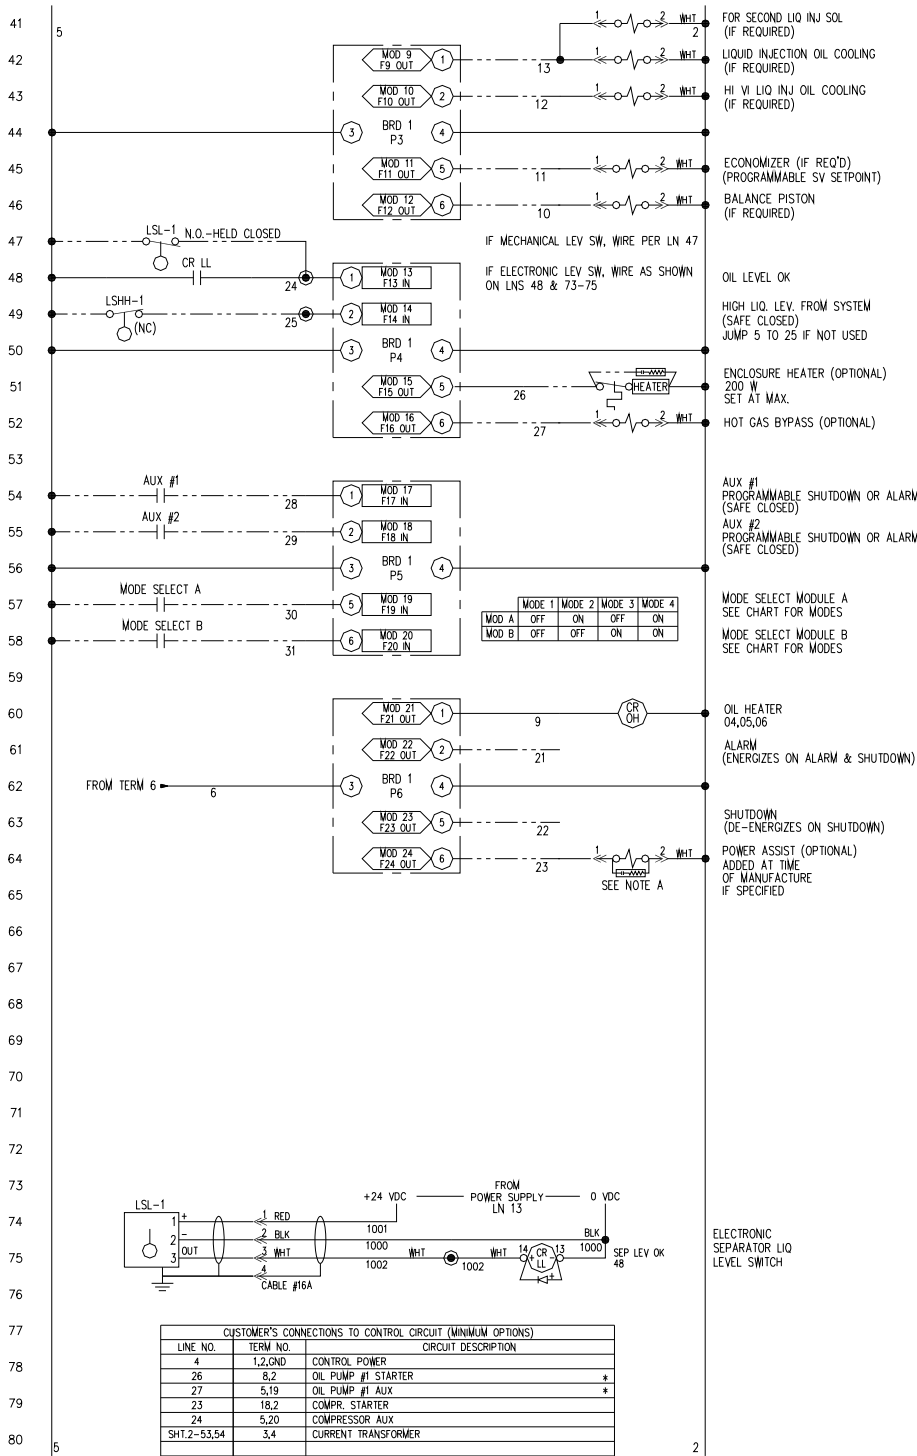 41 5 1 2 WHT 2 FOR SECOND LIQ INJ SOL
(IF REQUIRED)
42 MOD 9 F9 OUT 1 13 1 2 WHT LIQUID INJECTION OIL COOLING
(IF REQUIRED)
43 MOD 10 F10 OUT 2 12 1 2 WHT HI VI LIQ INJ OIL COOLING
(IF REQUIRED)
44 3 BRD 1 P3 4
45 MOD 11 F11 OUT 5 11 1 2 WHT ECONOMIZER (IF REQ'D)
(PROGRAMMABLE SV SETPOINT)
46 MOD 12 F12 OUT 6 10 1 2 WHT BALANCE PISTON
(IF REQUIRED)
47 LSL-1 N.O.-HELD CLOSED IF MECHANICAL LEV SW, WIRE PER LN 47
48 CR LL 24 1 MOD 13 F13 IN IF ELECTRONIC LEV SW, WIRE AS SHOWN
ON LNS 48 & 73-75
OIL LEVEL OK
49 LSHH-1 (NC) 25 2 MOD 14 F14 IN HIGH LIQ. LEV. FROM SYSTEM
(SAFE CLOSED)
JUMP 5 TO 25 IF NOT USED
50 3 BRD 1 P4 4
51 MOD 15 F15 OUT 5 26 HEATER ENCLOSURE HEATER (OPTIONAL)
200 W
SET AT MAX.
52 MOD 16 F16 OUT 6 27 1 2 WHT HOT GAS BYPASS (OPTIONAL)
53
54 AUX #1 28 1 MOD 17 F17 IN AUX #1
PROGRAMMABLE SHUTDOWN OR ALARM
(SAFE CLOSED)
55 AUX #2 29 2 MOD 18 F18 IN AUX #2
PROGRAMMABLE SHUTDOWN OR ALARM
(SAFE CLOSED)
56 3 BRD 1 P5 4
57 MODE SELECT A 30 5 MOD 19 F19 IN MODE SELECT MODULE A
SEE CHART FOR MODES
58 MODE SELECT B 31 6 MOD 20 F20 IN MODE SELECT MODULE B
SEE CHART FOR MODES
MODE 1 MODE 2 MODE 3 MODE 4
MOD A OFF ON OFF ON
MOD B OFF OFF ON ON
59
60 MOD 21 F21 OUT 1 9 CR OH OIL HEATER
04,05,06
61 MOD 22 F22 OUT 2 21 ALARM
(ENERGIZES ON ALARM & SHUTDOWN)
62 FROM TERM 6 6 3 BRD 1 P6 4
63 MOD 23 F23 OUT 5 22 SHUTDOWN
(DE-ENERGIZES ON SHUTDOWN)
64 MOD 24 F24 OUT 6 23 1 2 WHT POWER ASSIST (OPTIONAL)
ADDED AT TIME
OF MANUFACTURE
IF SPECIFIED
SEE NOTE A
65
66
67
68
69
70
71
72
73 +24 VDC FROM POWER SUPPLY LN 13 0 VDC
LSL-1
74 1 + 1 RED 1001
2 - 2 BLK 1000 BLK 1000
75 3 OUT 3 WHT 1002 WHT 1002 WHT 14 + CR LL - 13 SEP LEV OK
48
4 CABLE #16A
ELECTRONIC
SEPARATOR LIQ
LEVEL SWITCH
76
77 CUSTOMER'S CONNECTIONS TO CONTROL CIRCUIT (MINIMUM OPTIONS)
LINE NO. TERM NO. CIRCUIT DESCRIPTION
78 4 1,2,GND CONTROL POWER
26 8,2 OIL PUMP #1 STARTER *
27 5,19 OIL PUMP #1 AUX *
79 23 18,2 COMPR. STARTER
24 5,20 COMPRESSOR AUX
80 SHT.2-53,54 3,4 CURRENT TRANSFORMER
5 2